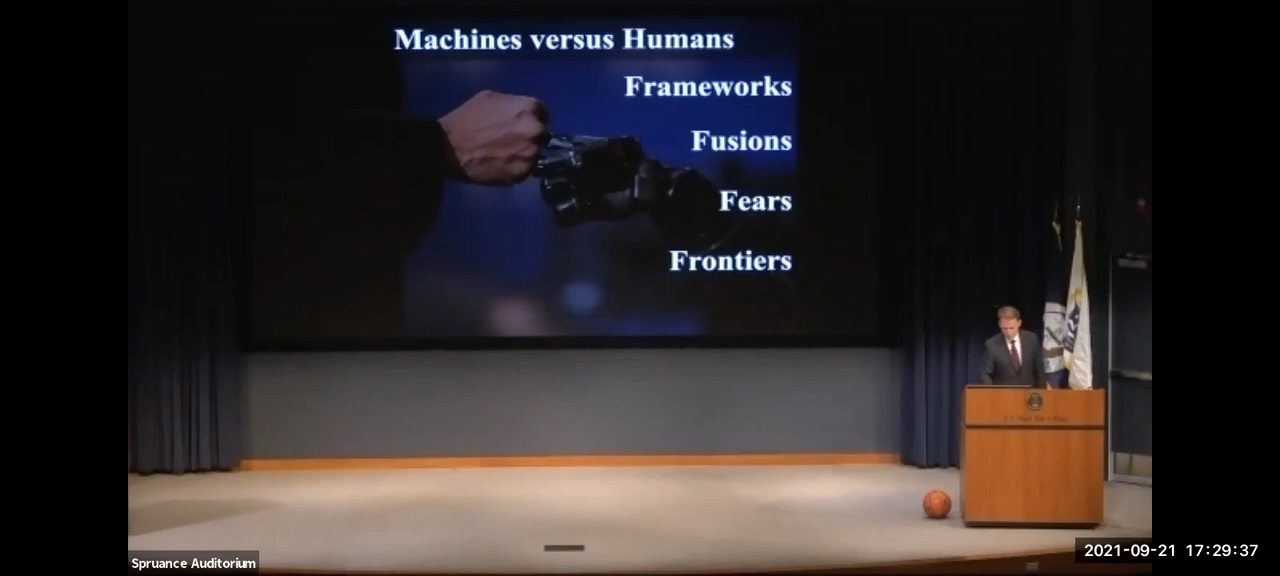 Machines versus Humans
Frameworks
Fusions
Fears
Frontiers
Spruance Auditorium
2021-09-21 17:29:37